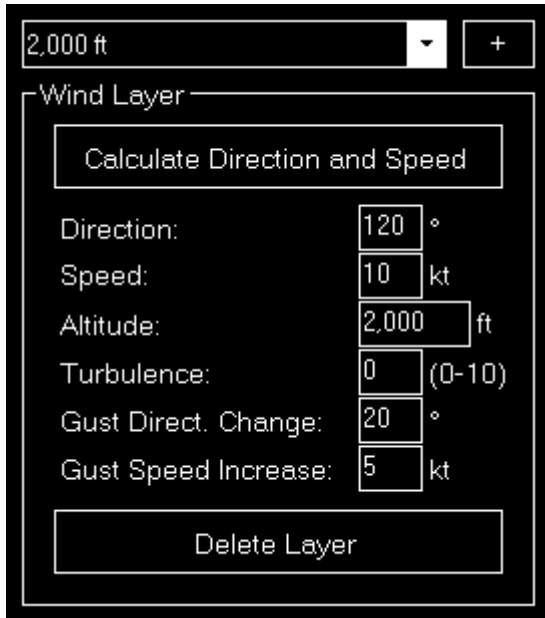 2,000 ft +
Wind Layer
Calculate Direction and Speed
Direction: 120 °
Speed: 10 kt
Altitude: 2,000 ft
Turbulence: 0 (0-10)
Gust Direct. Change: 20 °
Gust Speed Increase: 5 kt
Delete Layer